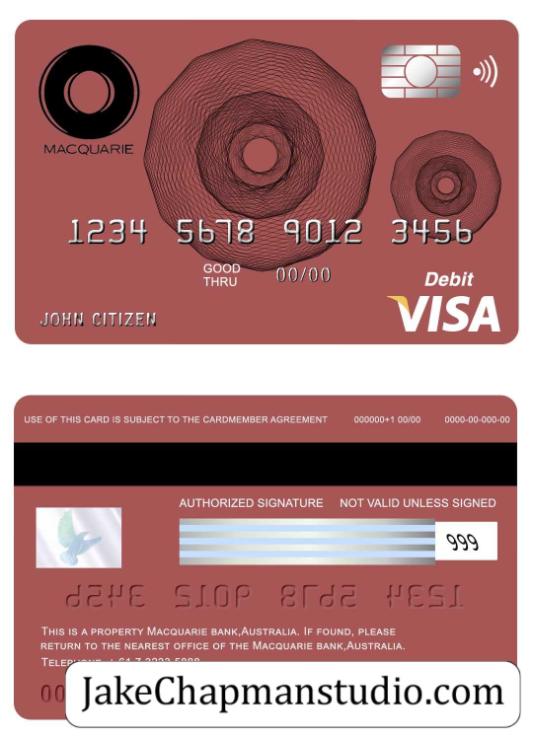 MACQUARIE
1234 5678 9012 3456
GOOD THRU 00/00
Debit
VISA
JOHN CITIZEN
USE OF THIS CARD IS SUBJECT TO THE CARDMEMBER AGREEMENT 000000+1 00/00 0000-00-000-00
AUTHORIZED SIGNATURE NOT VALID UNLESS SIGNED
999
THIS IS A PROPERTY MACQUARIE BANK,AUSTRALIA. IF FOUND, PLEASE
RETURN TO THE NEAREST OFFICE OF THE MACQUARIE BANK,AUSTRALIA.
JakeChapmanstudio.com